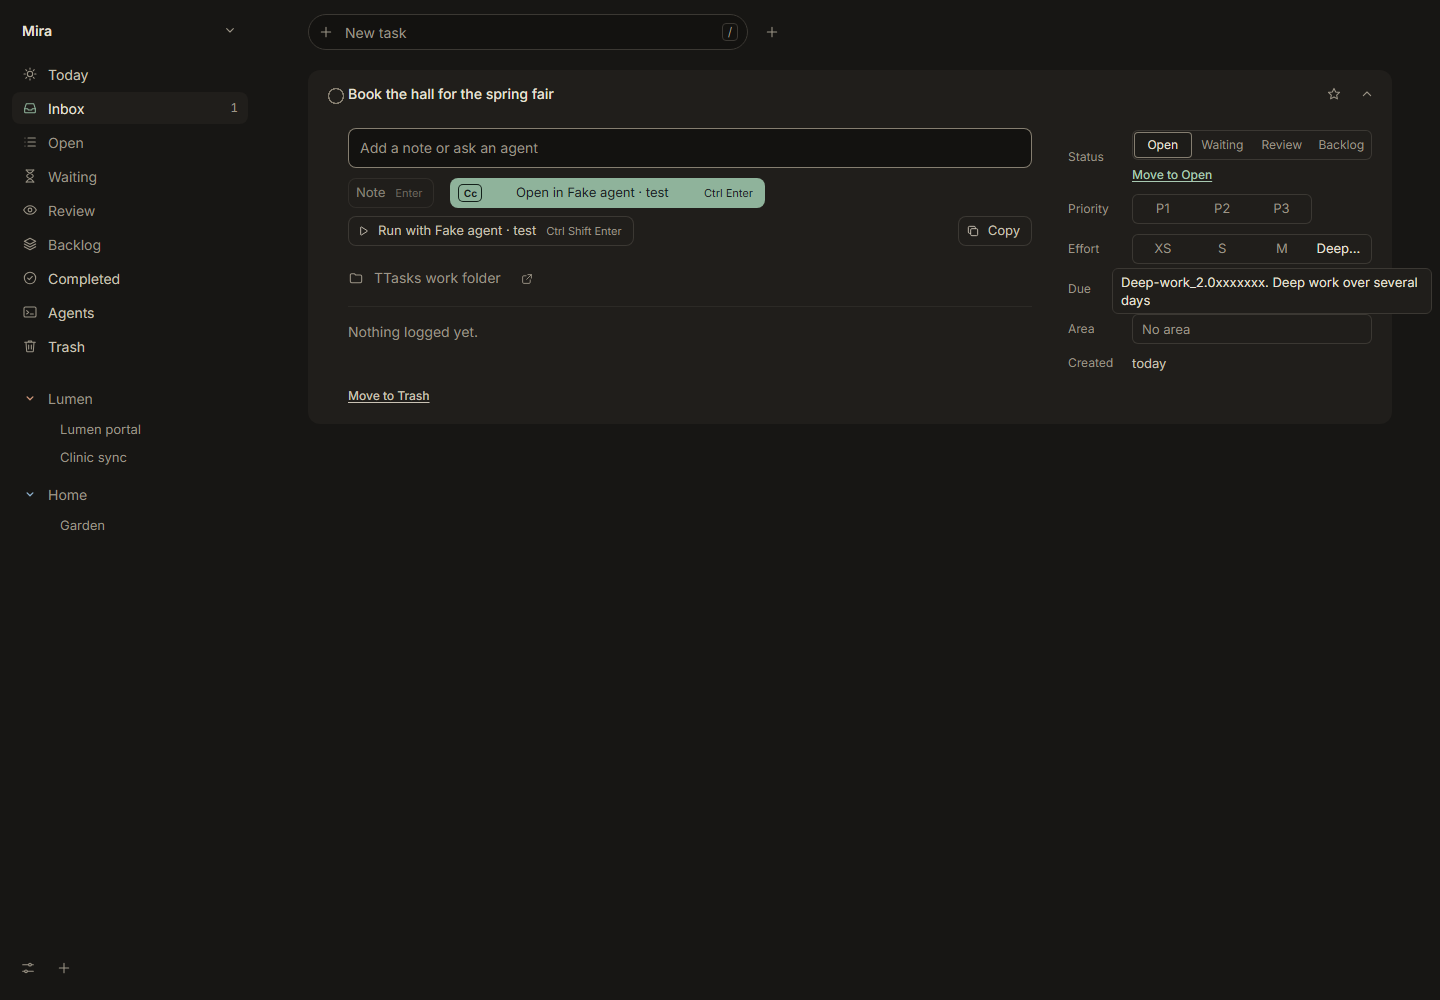 Mira
Today
Inbox 1
Open
Waiting
Review
Backlog
Completed
Agents
Trash
Lumen
Lumen portal
Clinic sync
Home
Garden
New task /
Book the hall for the spring fair
Add a note or ask an agent
Note Enter
Cc Open in Fake agent · test Ctrl Enter
Run with Fake agent · test Ctrl Shift Enter
Copy
TTasks work folder
Nothing logged yet.
Move to Trash
Status Open Waiting Review Backlog
Move to Open
Priority P1 P2 P3
Effort XS S M Deep...
Due
Deep-work_2.0xxxxxxx. Deep work over several
days
Area No area
Created today